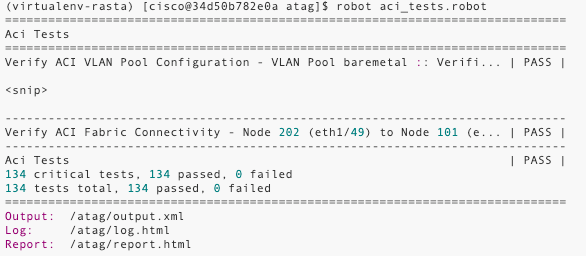 (virtualenv-rasta) [cisco@34d50b782e0a atag]$ robot aci_tests.robot
==============================================================================
Aci Tests
==============================================================================
Verify ACI VLAN Pool Configuration - VLAN Pool baremetal :: Verifi... | PASS |
<snip>
------------------------------------------------------------------------------
Verify ACI Fabric Connectivity - Node 202 (eth1/49) to Node 101 (e... | PASS |
------------------------------------------------------------------------------
Aci Tests | PASS |
134 critical tests, 134 passed, 0 failed
134 tests total, 134 passed, 0 failed
==============================================================================
Output: /atag/output.xml
Log: /atag/log.html
Report: /atag/report.html